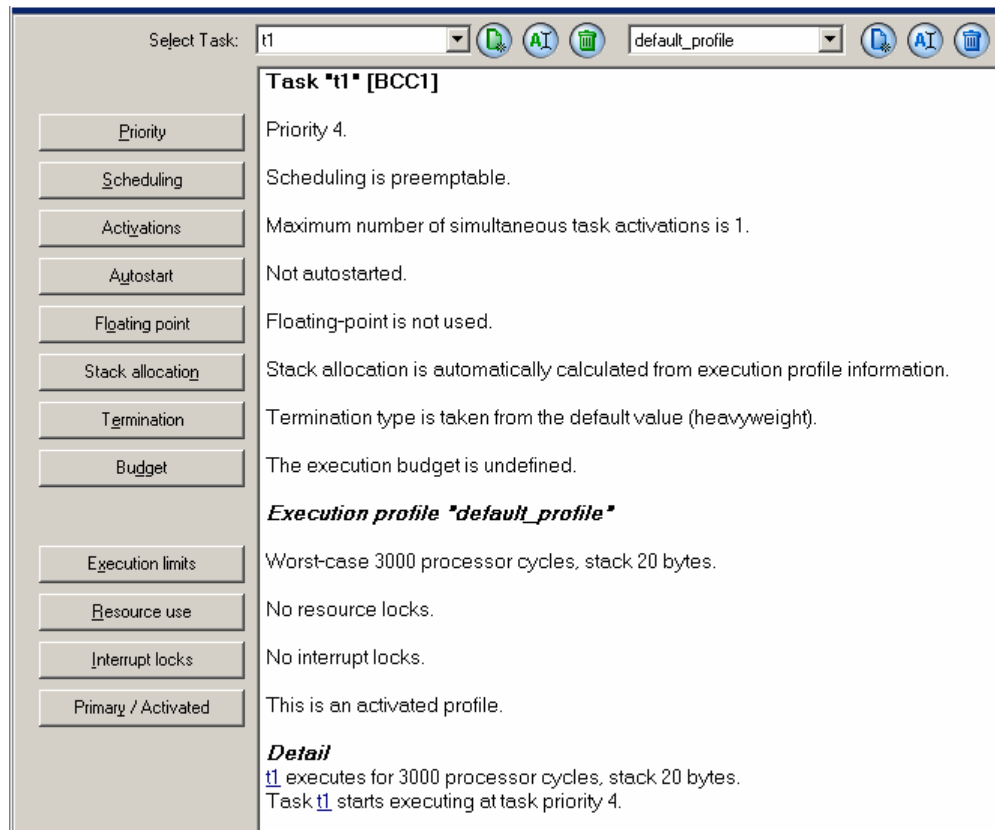 Select Task: t1 default_profile
Task "t1" [BCC1]
Priority Priority 4.
Scheduling Scheduling is preemptable.
Activations Maximum number of simultaneous task activations is 1.
Autostart Not autostarted.
Floating point Floating-point is not used.
Stack allocation Stack allocation is automatically calculated from execution profile information.
Termination Termination type is taken from the default value (heavyweight).
Budget The execution budget is undefined.
Execution profile "default_profile"
Execution limits Worst-case 3000 processor cycles, stack 20 bytes.
Resource use No resource locks.
Interrupt locks No interrupt locks.
Primary / Activated This is an activated profile.
Detail
t1 executes for 3000 processor cycles, stack 20 bytes.
Task t1 starts executing at task priority 4.